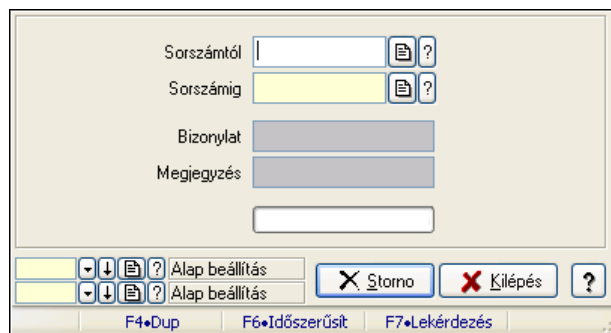 Sorszámtól ?
Sorszámig ?
Bizonylat
Megjegyzés
? Alap beállítás
? Alap beállítás
Storno Kilépés ?
F4•Dup F6•Időszerűsít F7•Lekérdezés